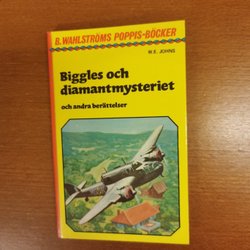 B. WAHLSTRÖMS POPPIS-BÖCKER
W.E. JOHNS
Biggles och
diamantmysteriet
och andra berättelser